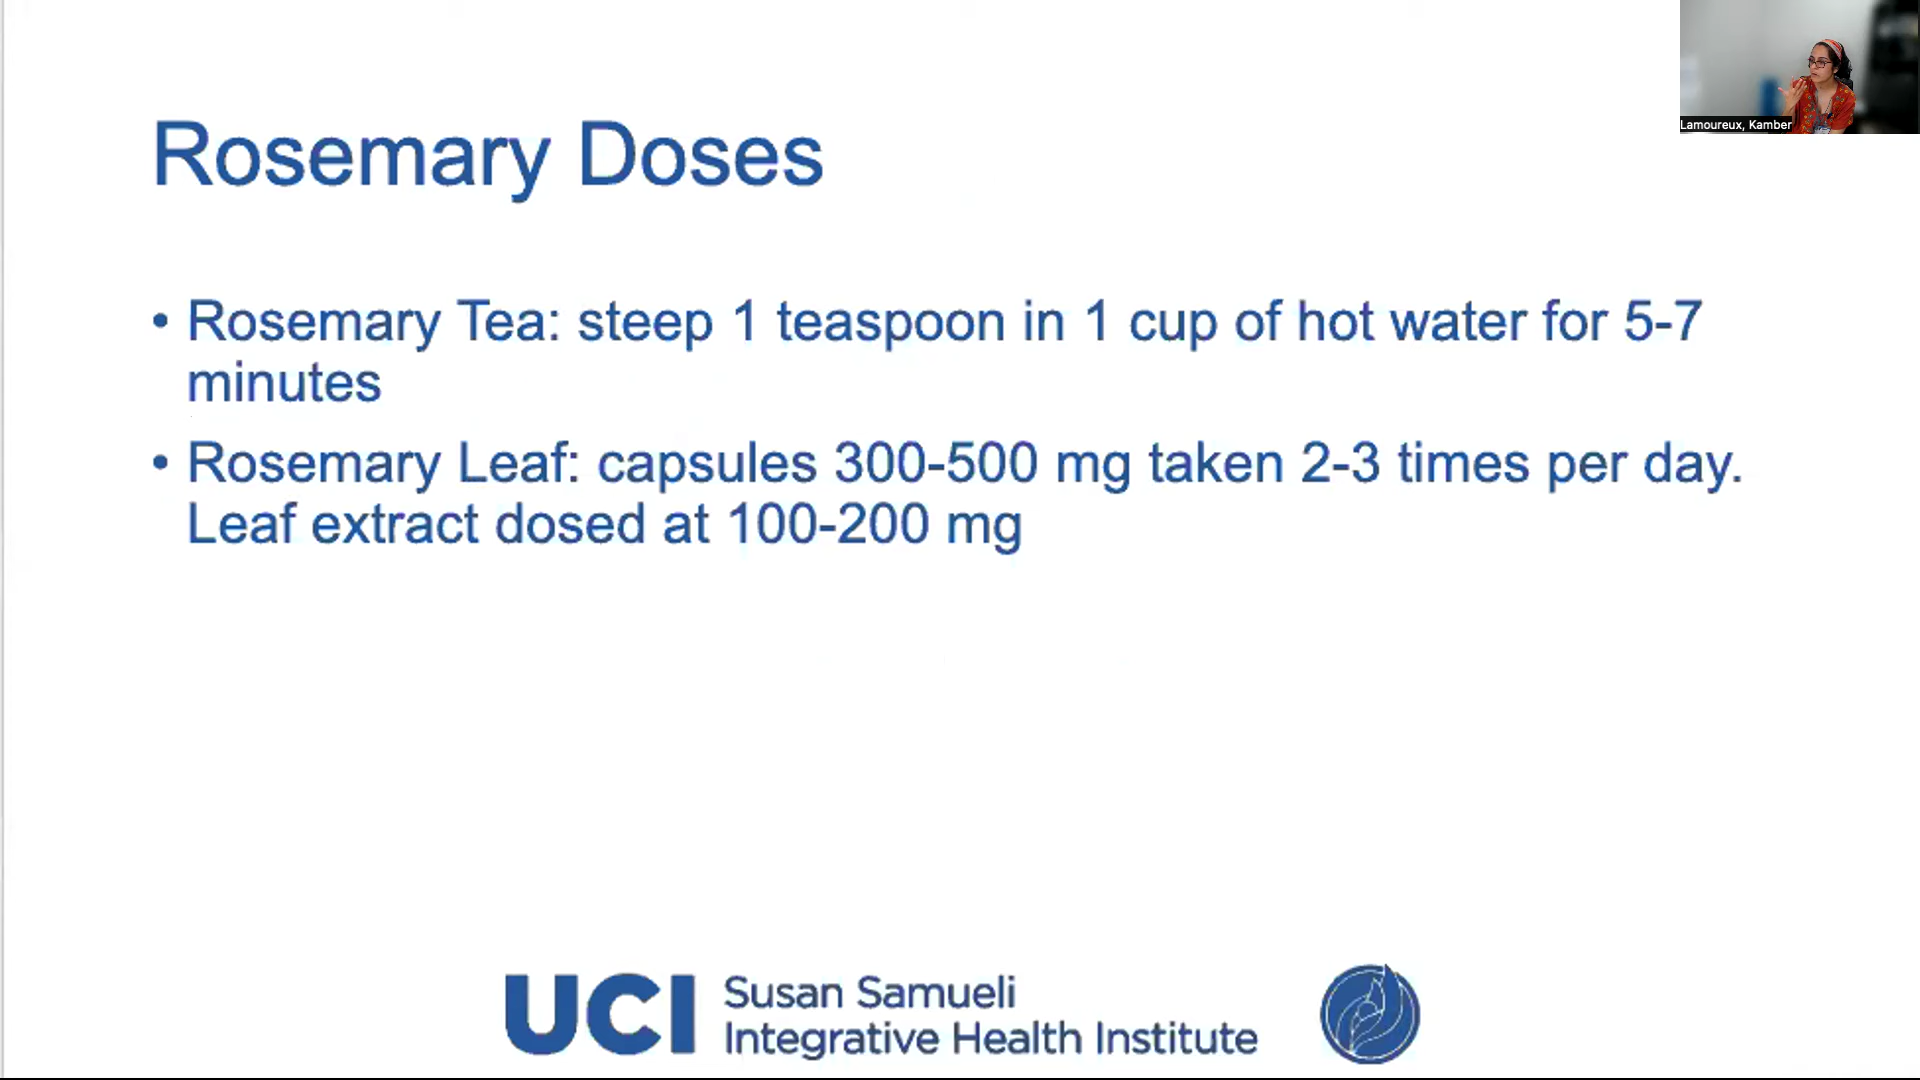 Lamoureux, Kamber
Rosemary Doses
• Rosemary Tea: steep 1 teaspoon in 1 cup of hot water for 5-7
minutes
• Rosemary Leaf: capsules 300-500 mg taken 2-3 times per day.
Leaf extract dosed at 100-200 mg
UCI Susan Samueli
Integrative Health Institute